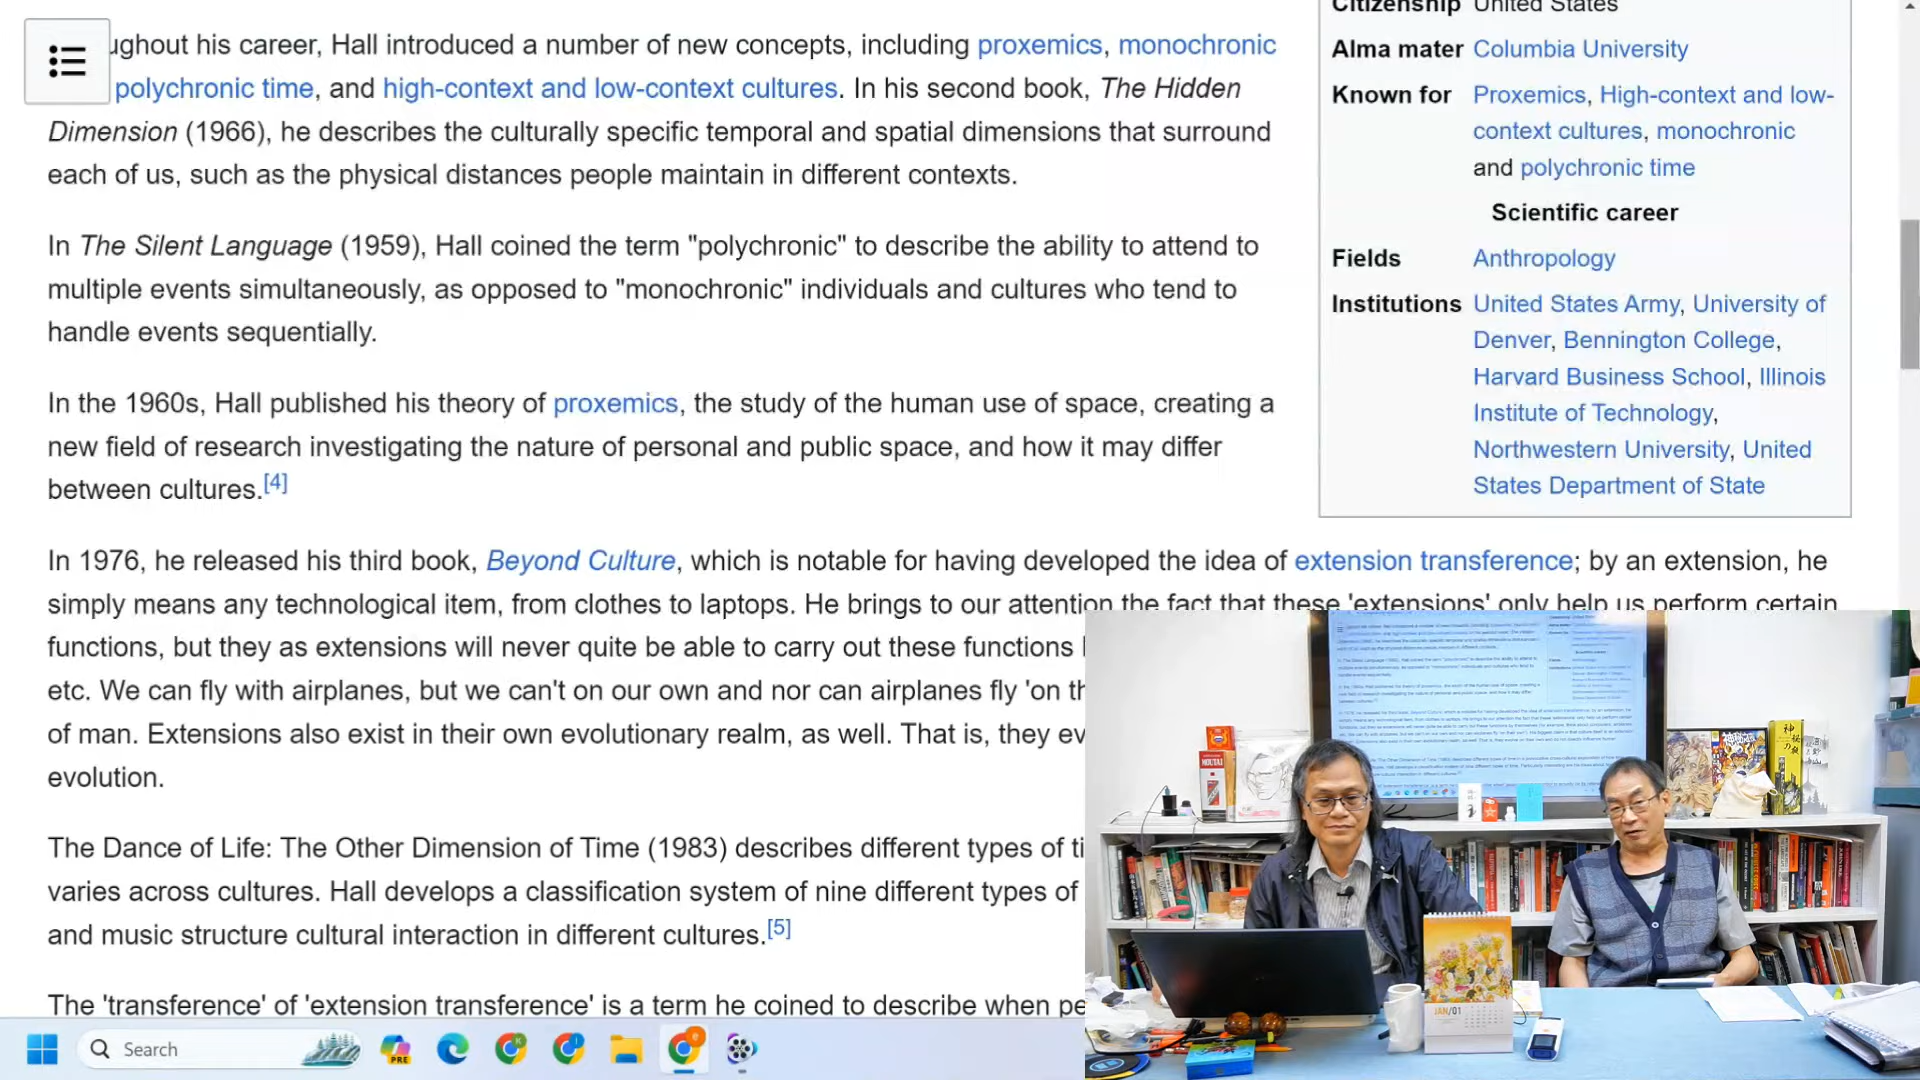 ughout his career, Hall introduced a number of new concepts, including proxemics, monochronic
polychronic time, and high-context and low-context cultures. In his second book, The Hidden
Dimension (1966), he describes the culturally specific temporal and spatial dimensions that surround
each of us, such as the physical distances people maintain in different contexts.
In The Silent Language (1959), Hall coined the term "polychronic" to describe the ability to attend to
multiple events simultaneously, as opposed to "monochronic" individuals and cultures who tend to
handle events sequentially.
In the 1960s, Hall published his theory of proxemics, the study of the human use of space, creating a
new field of research investigating the nature of personal and public space, and how it may differ
between cultures.[4]
Citizenship United States
Alma mater Columbia University
Known for Proxemics, High-context and low-
context cultures, monochronic
and polychronic time
Scientific career
Fields Anthropology
Institutions United States Army, University of
Denver, Bennington College,
Harvard Business School, Illinois
Institute of Technology,
Northwestern University, United
States Department of State
In 1976, he released his third book, Beyond Culture, which is notable for having developed the idea of extension transference; by an extension, he
simply means any technological item, from clothes to laptops. He brings to our attention the fact that these 'extensions' only help us perform certain
functions, but they as extensions will never quite be able to carry out these functions
etc. We can fly with airplanes, but we can't on our own and nor can airplanes fly 'on th
of man. Extensions also exist in their own evolutionary realm, as well. That is, they ev
evolution.
The Dance of Life: The Other Dimension of Time (1983) describes different types of ti
varies across cultures. Hall develops a classification system of nine different types of
and music structure cultural interaction in different cultures.[5]
The 'transference' of 'extension transference' is a term he coined to describe when pe
MOUTAI
JAN/01
Search
PRE